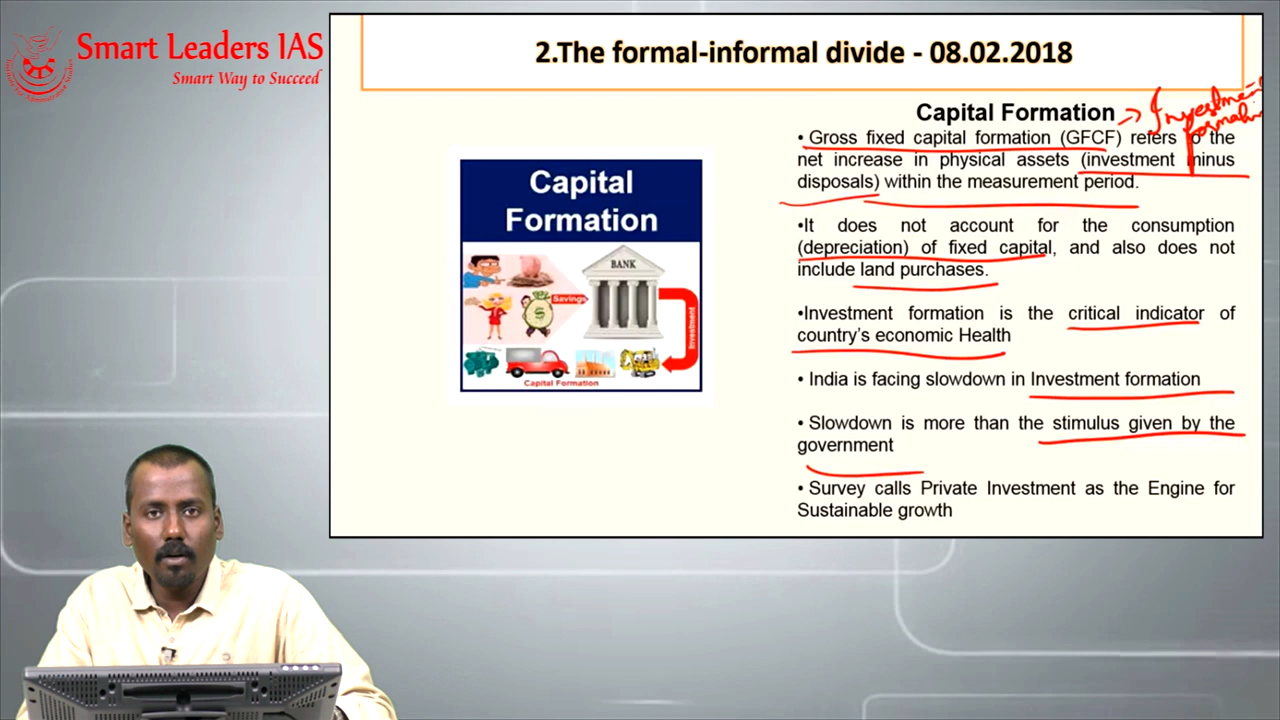 Smart Leaders IAS
Smart Way to Succeed
2.The formal-informal divide - 08.02.2018
Capital Formation
Investment
formation
• Gross fixed capital formation (GFCF) refers to the
net increase in physical assets (investment minus
disposals) within the measurement period.
•It does not account for the consumption
(depreciation) of fixed capital, and also does not
include land purchases.
•Investment formation is the critical indicator of
country's economic Health
• India is facing slowdown in Investment formation
• Slowdown is more than the stimulus given by the
government
• Survey calls Private Investment as the Engine for
Sustainable growth
Capital
Formation
BANK
Savings
Investment
Capital Formation